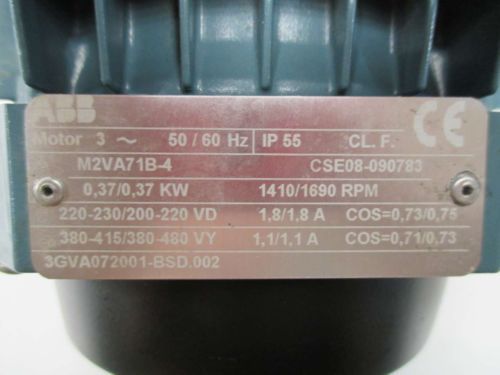 ABB CE
Motor 3 ~ 50 / 60 Hz IP 55 CL. F.
M2VA71B-4 CSE08-090783
0,37/0,37 KW 1410/1690 RPM
220-230/200-220 VD 1,8/1,8 A COS=0,73/0,75
380-415/380-480 VY 1,1/1,1 A COS=0,71/0,73
3GVA072001-BSD.002